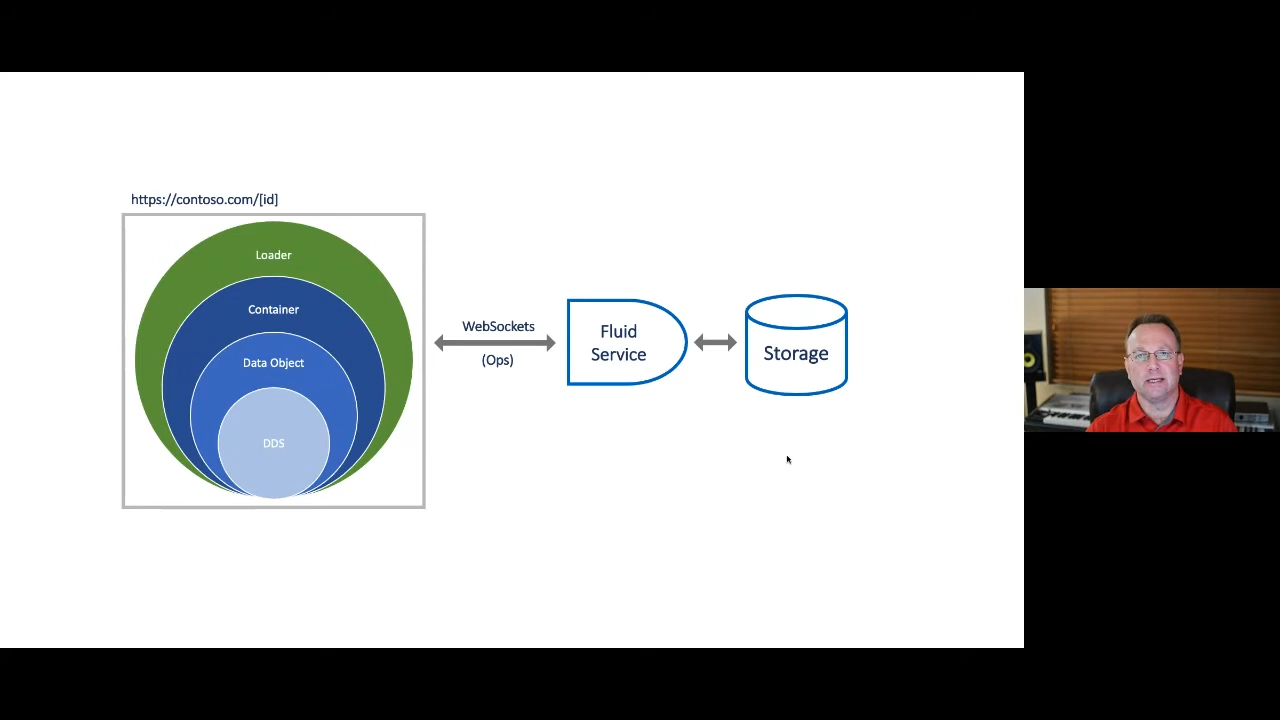 https://contoso.com/[id]
Loader
Container
Data Object
DDS
WebSockets
(Ops)
Fluid
Service
Storage